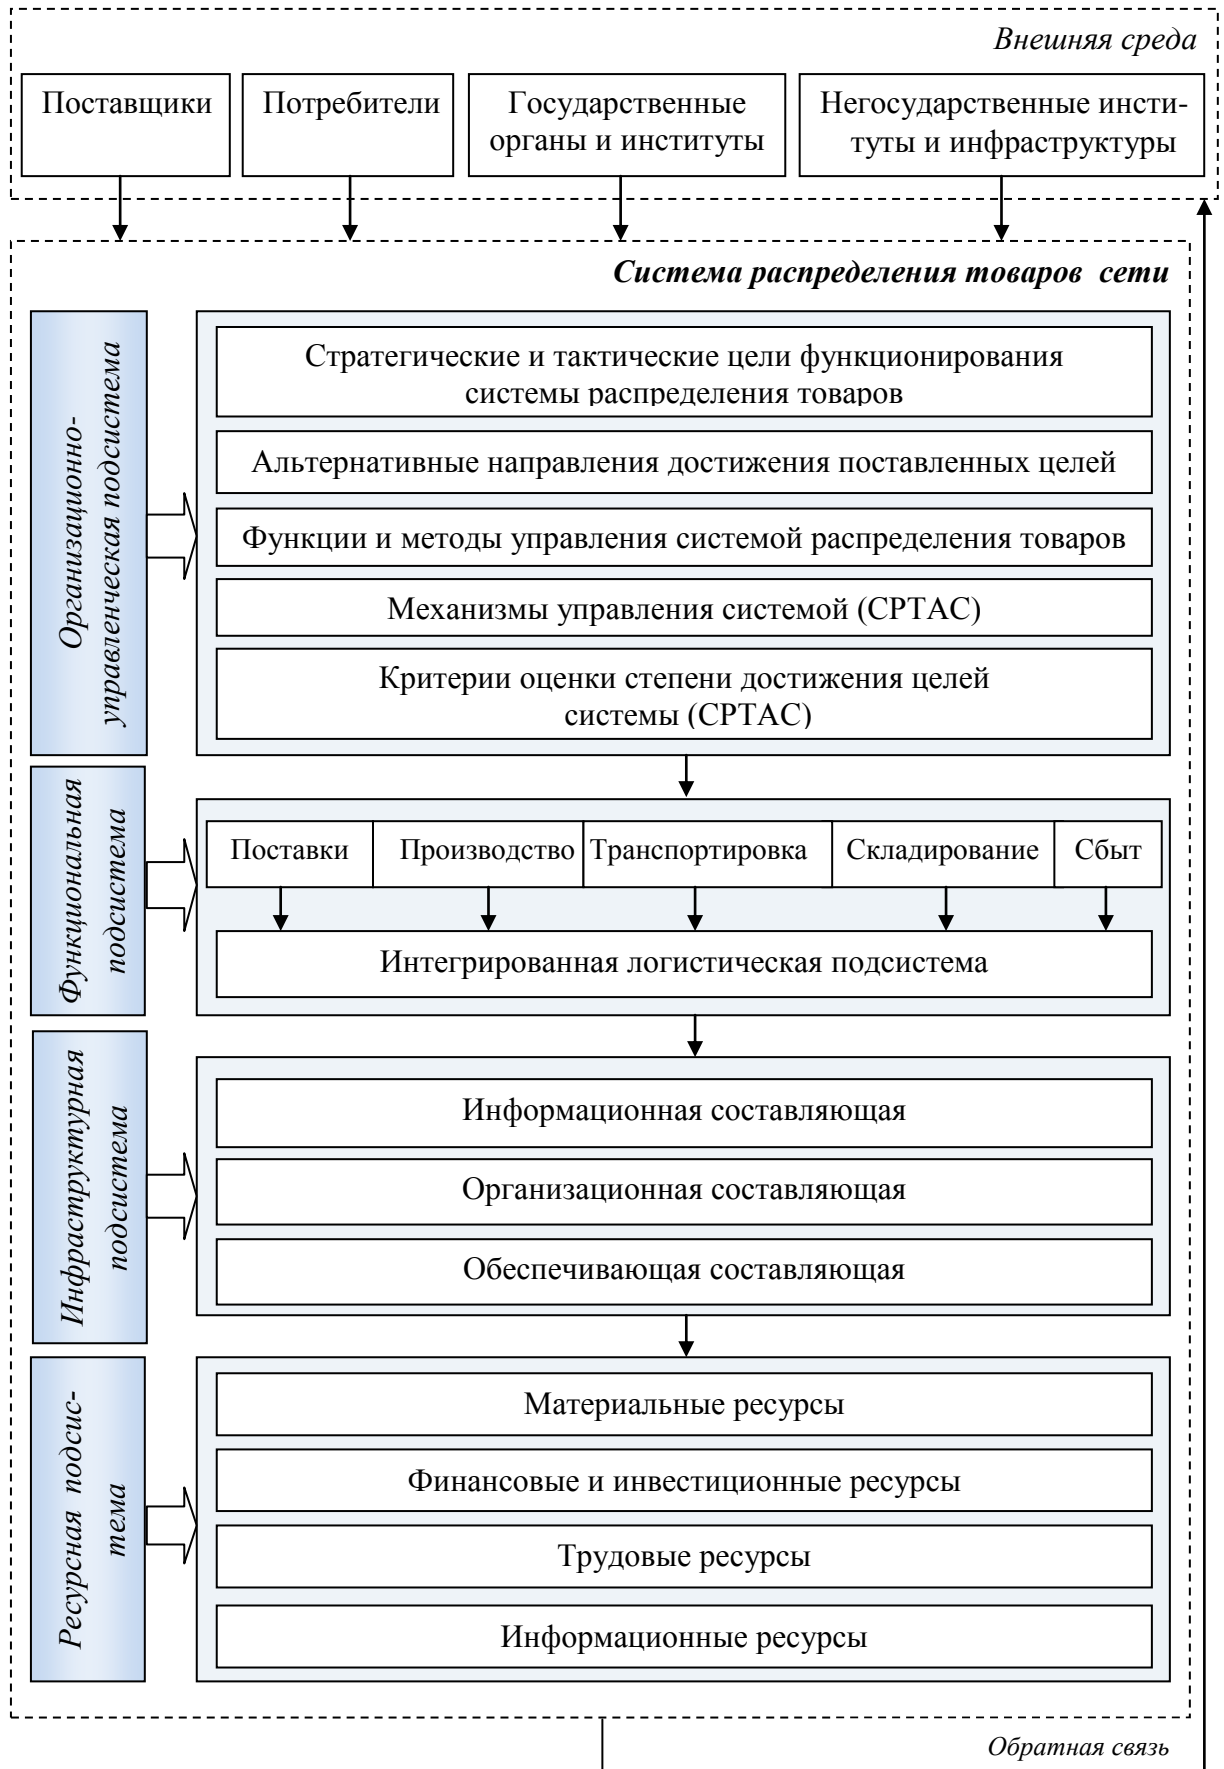 Внешняя среда
Поставщики
Потребители
Государственные
органы и институты
Негосударственные инсти-
туты и инфраструктуры
Система распределения товаров сети
Организационно-
управленческая подсистема
Стратегические и тактические цели функционирования
системы распределения товаров
Альтернативные направления достижения поставленных целей
Функции и методы управления системой распределения товаров
Механизмы управления системой (СРТАС)
Критерии оценки степени достижения целей
системы (СРТАС)
Функциональная
подсистема
Поставки
Производство
Транспортировка
Складирование
Сбыт
Интегрированная логистическая подсистема
Инфраструктурная
подсистема
Информационная составляющая
Организационная составляющая
Обеспечивающая составляющая
Ресурсная подсис-
тема
Материальные ресурсы
Финансовые и инвестиционные ресурсы
Трудовые ресурсы
Информационные ресурсы
Обратная связь